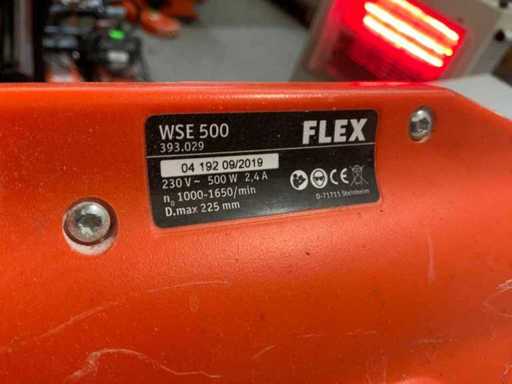 WSE 500
FLEX
393.029
04 192 09/2019
230 V ~ 500 W 2,4 A
n₀ 1000-1650/min
D.max 225 mm
CE
D-71711 Steinheim